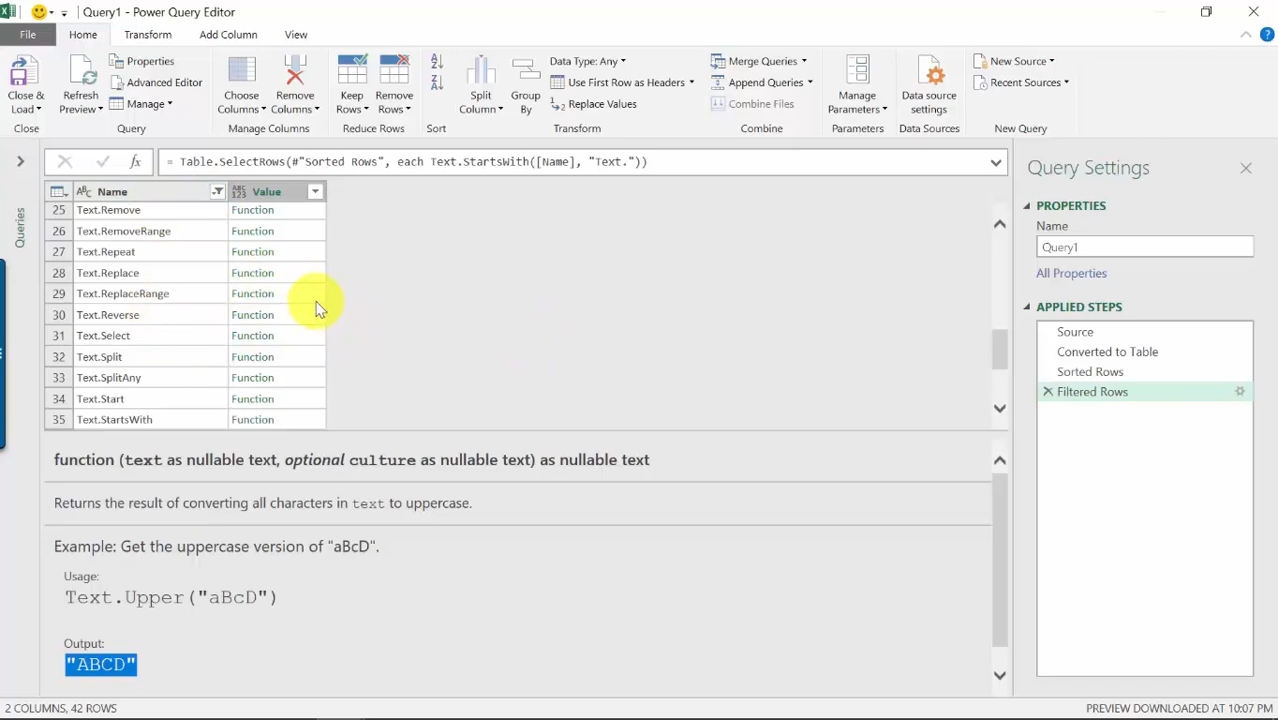 Query1 - Power Query Editor
File Home Transform Add Column View
Close & Load
Close
Refresh Preview
Properties
Advanced Editor
Manage
Query
Choose Columns
Remove Columns
Manage Columns
Keep Rows
Remove Rows
Reduce Rows
Sort
Split Column
Group By
Data Type: Any
Use First Row as Headers
Replace Values
Transform
Merge Queries
Append Queries
Combine Files
Combine
Manage Parameters
Parameters
Data source settings
Data Sources
New Source
Recent Sources
New Query
Queries
fx = Table.SelectRows(#"Sorted Rows", each Text.StartsWith([Name], "Text."))
ABC Name ABC 123 Value
25 Text.Remove Function
26 Text.RemoveRange Function
27 Text.Repeat Function
28 Text.Replace Function
29 Text.ReplaceRange Function
30 Text.Reverse Function
31 Text.Select Function
32 Text.Split Function
33 Text.SplitAny Function
34 Text.Start Function
35 Text.StartsWith Function
function (text as nullable text, optional culture as nullable text) as nullable text
Returns the result of converting all characters in text to uppercase.
Example: Get the uppercase version of "aBcD".
Usage:
Text.Upper("aBcD")
Output:
"ABCD"
Query Settings
PROPERTIES
Name
Query1
All Properties
APPLIED STEPS
Source
Converted to Table
Sorted Rows
Filtered Rows
2 COLUMNS, 42 ROWS
PREVIEW DOWNLOADED AT 10:07 PM